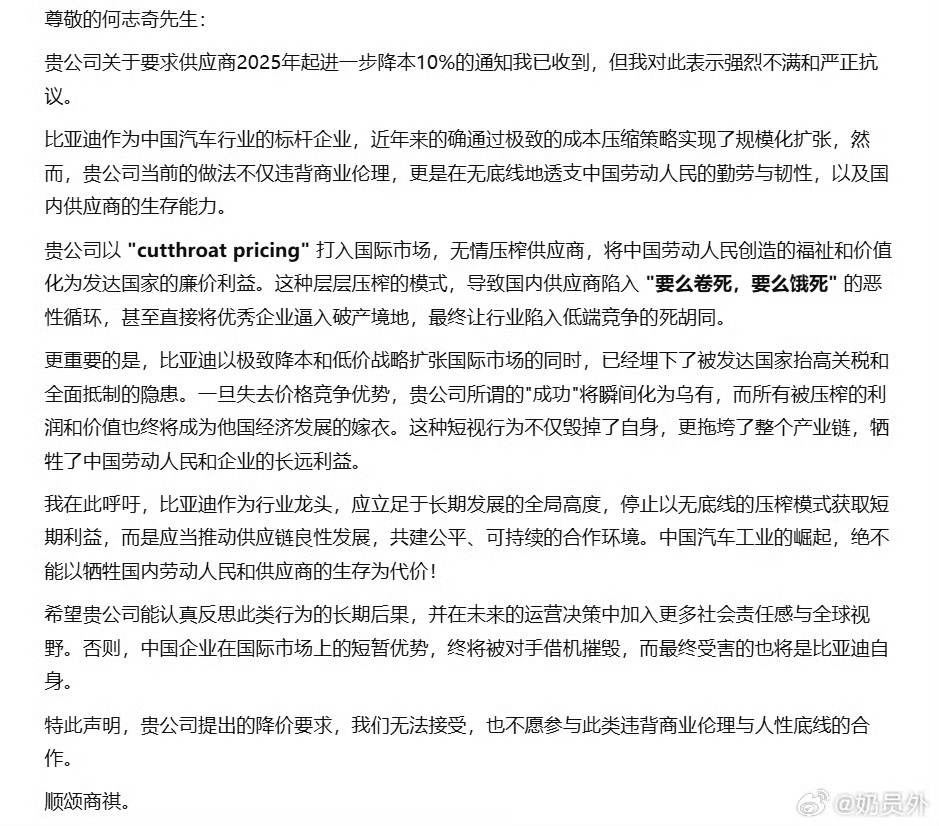 尊敬的何志奇先生：
贵公司关于要求供应商2025年起进一步降本10%的通知我已收到，但我对此表示强烈不满和严正抗
议。
比亚迪作为中国汽车行业的标杆企业，近年来的确通过极致的成本压缩策略实现了规模化扩张，然
而，贵公司当前的做法不仅违背商业伦理，更是在无底线地透支中国劳动人民的勤劳与韧性，以及国
内供应商的生存能力。
贵公司以 "cutthroat pricing" 打入国际市场，无情压榨供应商，将中国劳动人民创造的福祉和价值
化为发达国家的廉价利益。这种层层压榨的模式，导致国内供应商陷入 "要么卷死，要么饿死" 的恶
性循环，甚至直接将优秀企业逼入破产境地，最终让行业陷入低端竞争的死胡同。
更重要的是，比亚迪以极致降本和低价战略扩张国际市场的同时，已经埋下了被发达国家抬高关税和
全面抵制的隐患。一旦失去价格竞争优势，贵公司所谓的"成功"将瞬间化为乌有，而所有被压榨的利
润和价值也终将成为他国经济发展的嫁衣。这种短视行为不仅毁掉了自身，更拖垮了整个产业链，牺
牲了中国劳动人民和企业的长远利益。
我在此呼吁，比亚迪作为行业龙头，应立足于长期发展的全局高度，停止以无底线的压榨模式获取短
期利益，而是应当推动供应链良性发展，共建公平、可持续的合作环境。中国汽车工业的崛起，绝不
能以牺牲国内劳动人民和供应商的生存为代价！
希望贵公司能认真反思此类行为的长期后果，并在未来的运营决策中加入更多社会责任感与全球视
野。否则，中国企业在国际市场上的短暂优势，终将被对手借机摧毁，而最终受害的也将是比亚迪自
身。
特此声明，贵公司提出的降价要求，我们无法接受，也不愿参与此类违背商业伦理与人性底线的合
作。
顺颂商祺。
@奶员外